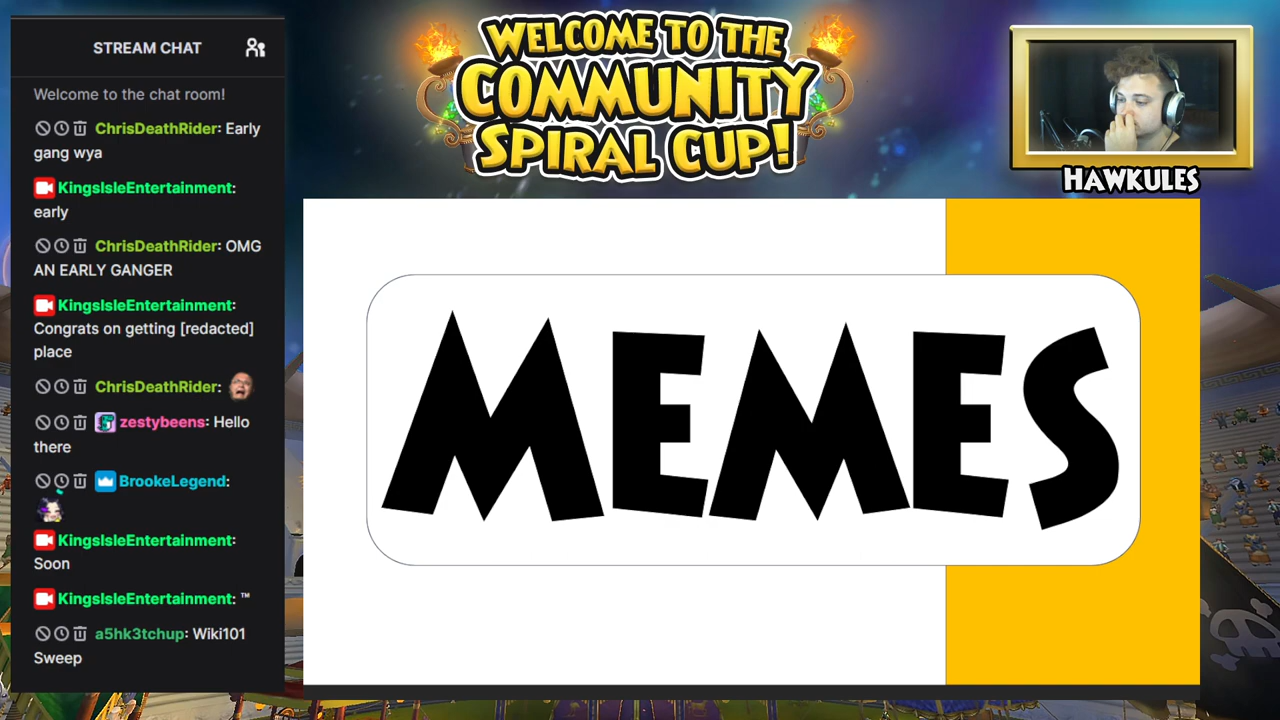 STREAM CHAT
Welcome to the chat room!
ChrisDeathRider: Early
gang wya
KingsIsleEntertainment:
early
ChrisDeathRider: OMG
AN EARLY GANGER
KingsIsleEntertainment:
Congrats on getting [redacted]
place
ChrisDeathRider:
zestybeens: Hello
there
BrookeLegend:
KingsIsleEntertainment:
Soon
KingsIsleEntertainment: ™
a5hk3tchup: Wiki101
Sweep
WELCOME TO THE
COMMUNITY
SPIRAL CUP!
HAWKULES
MEMES